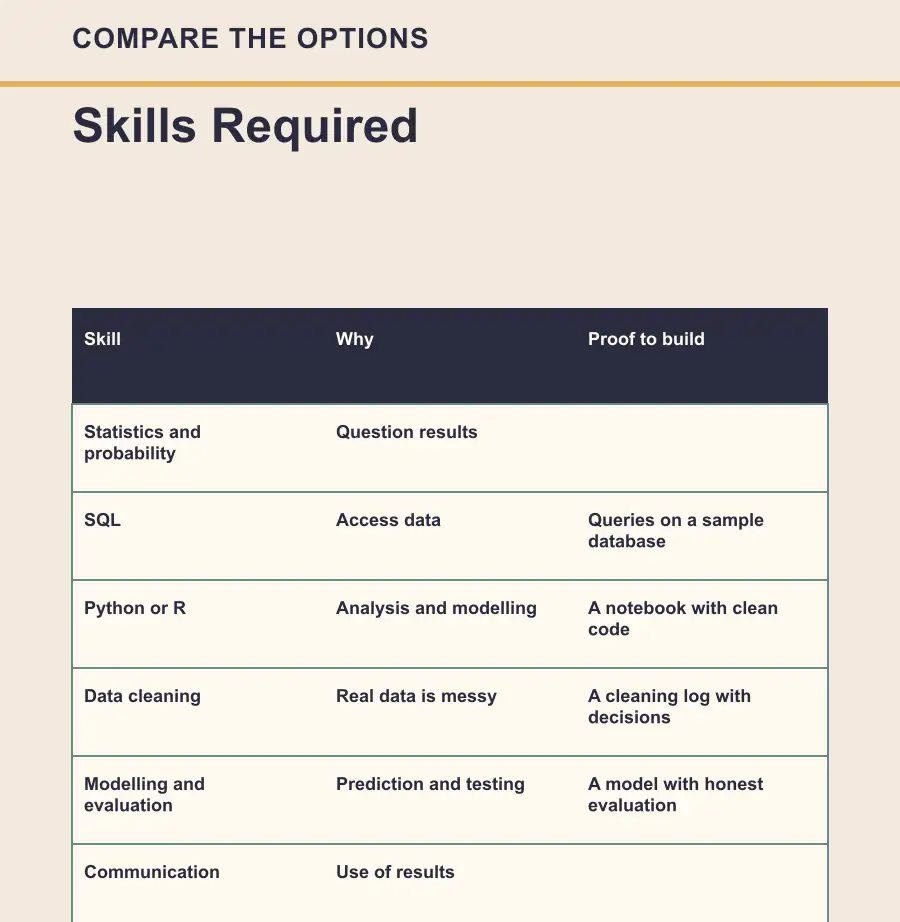 COMPARE THE OPTIONS
Skills Required
Skill Why Proof to build
Statistics and Question results
probability
SQL Access data Queries on a sample
database
Python or R Analysis and modelling A notebook with clean
code
Data cleaning Real data is messy A cleaning log with
decisions
Modelling and Prediction and testing A model with honest
evaluation evaluation
Communication Use of results